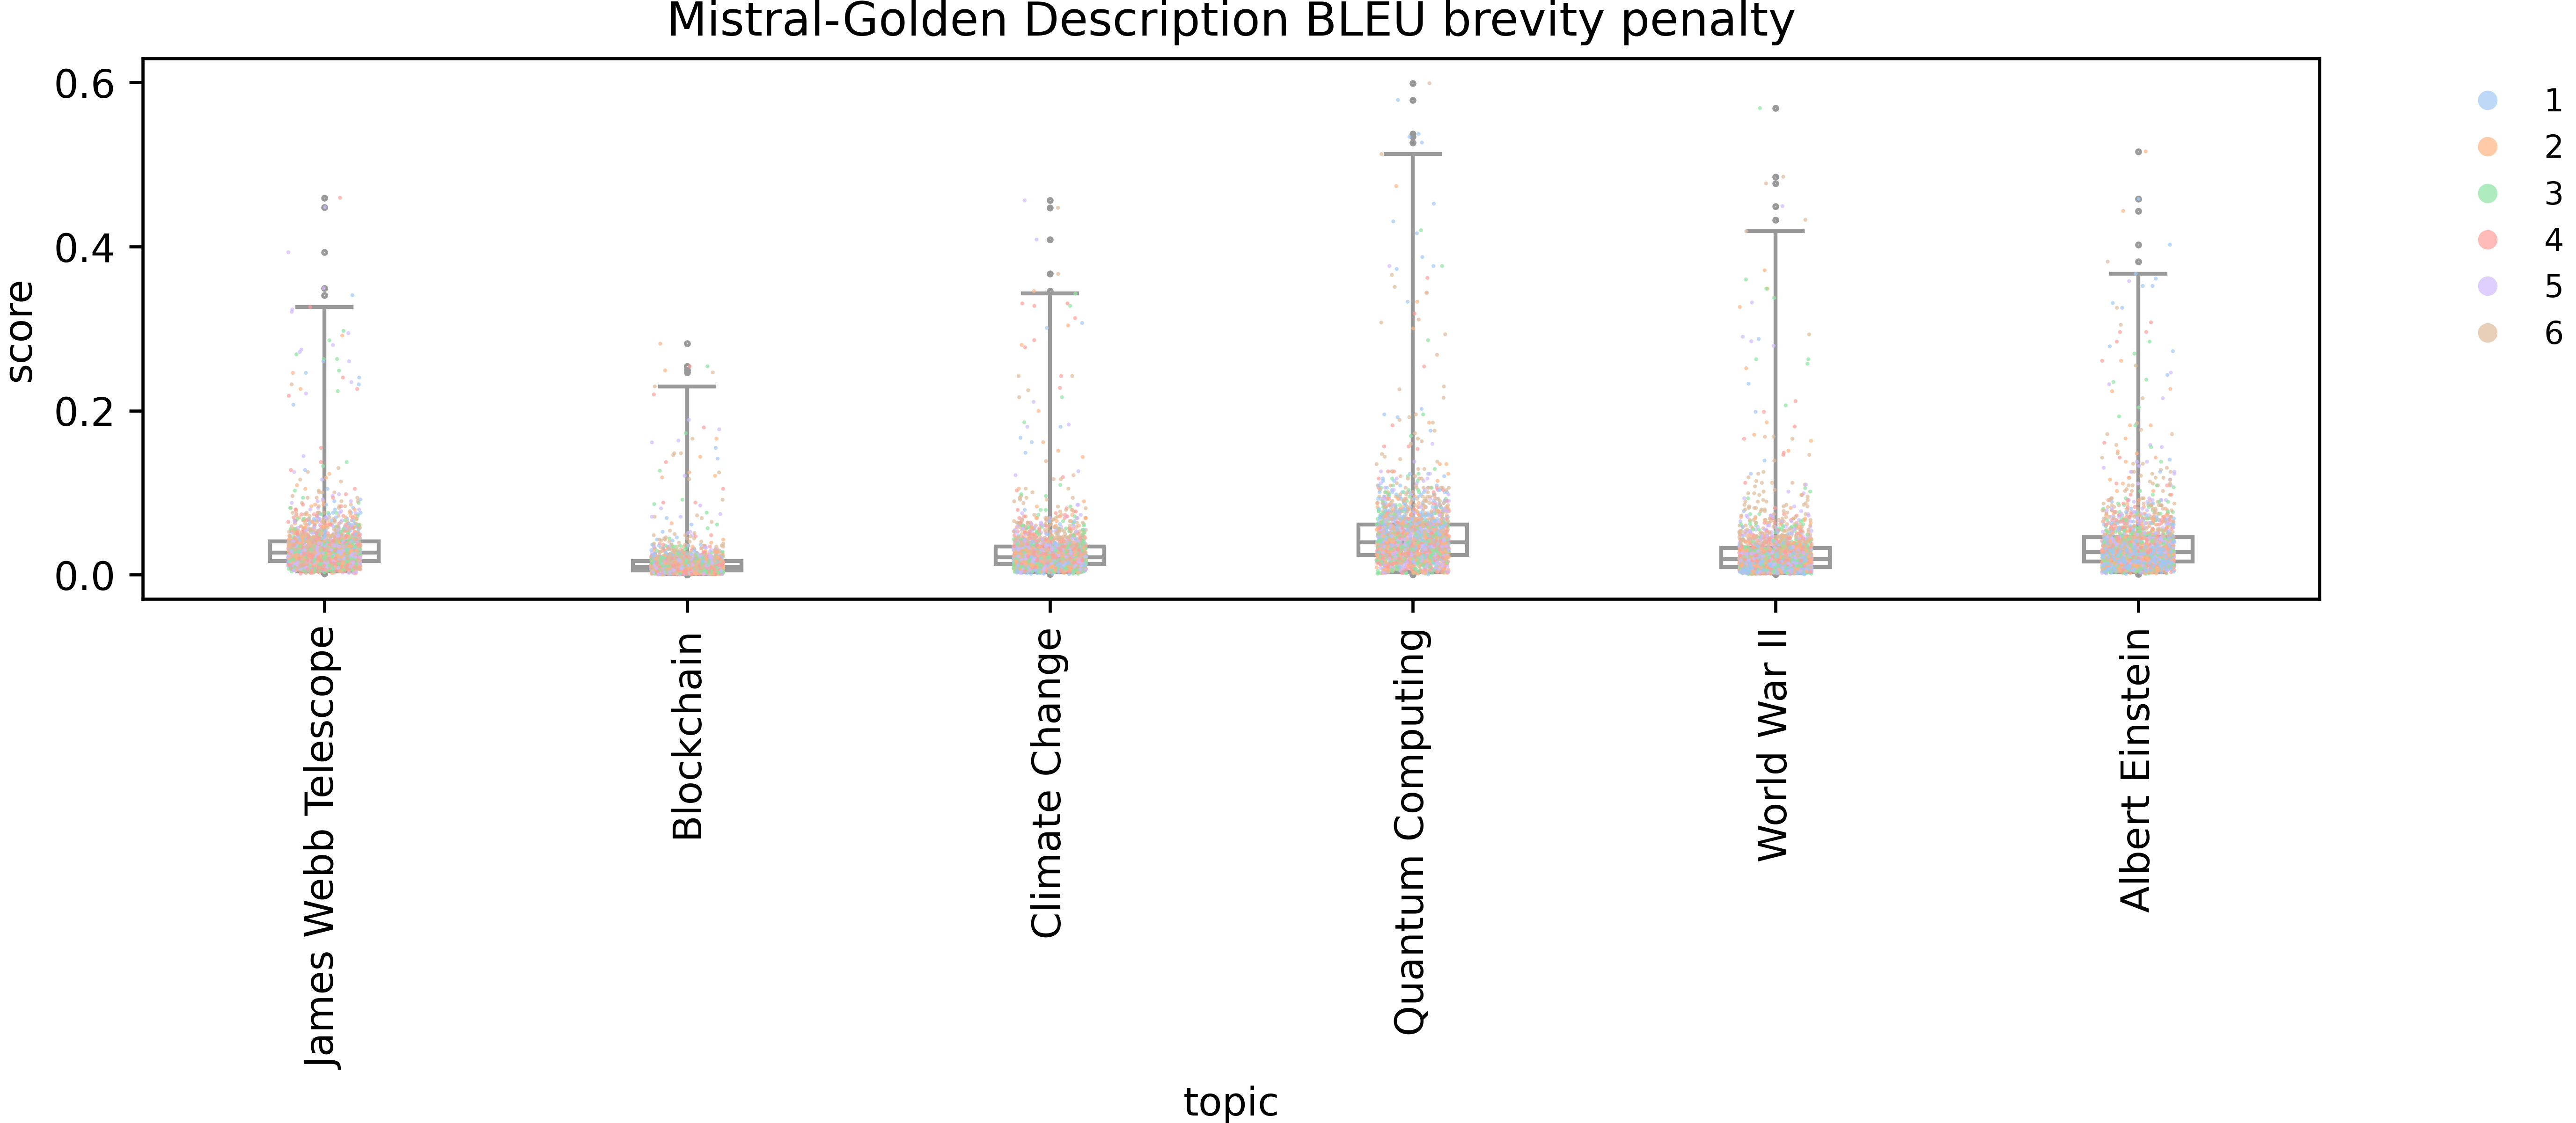 Mistral-Golden Description BLEU brevity penalty
score
0.6
0.4
0.2
0.0
James Webb Telescope
Blockchain
Climate Change
Quantum Computing
World War II
Albert Einstein
topic
1
2
3
4
5
6